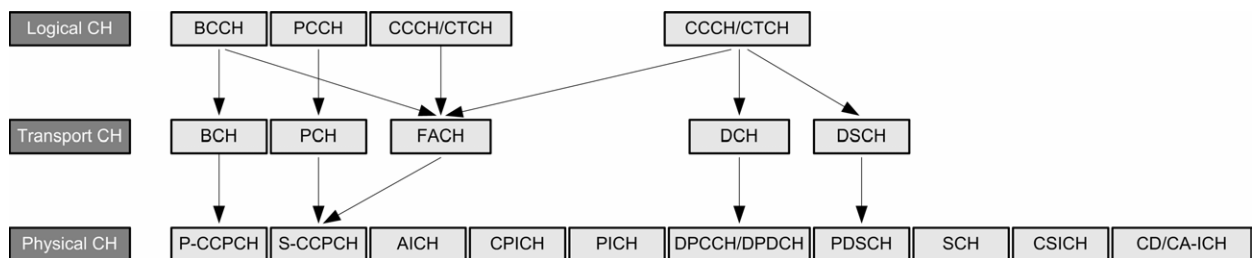 Logical CH BCCH PCCH CCCH/CTCH CCCH/CTCH
Transport CH BCH PCH FACH DCH DSCH
Physical CH P-CCPCH S-CCPCH AICH CPICH PICH DPCCH/DPDCH PDSCH SCH CSICH CD/CA-ICH